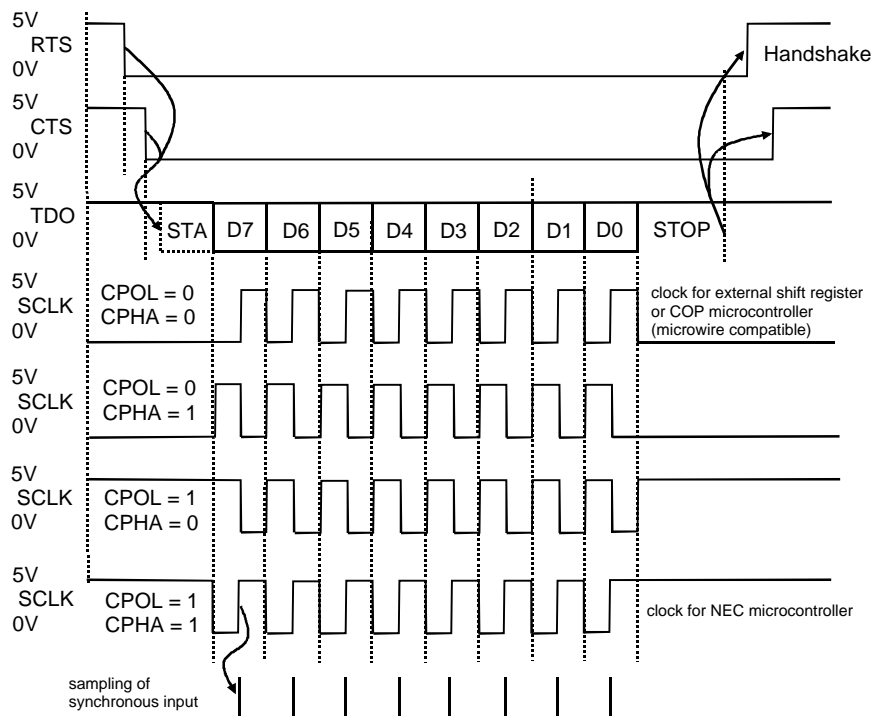 5V
RTS
0V
Handshake
5V
CTS
0V
5V
TDO
0V
STA D7 D6 D5 D4 D3 D2 D1 D0 STOP
5V
SCLK
0V
CPOL = 0
CPHA = 0
clock for external shift register
or COP microcontroller
(microwire compatible)
5V
SCLK
0V
CPOL = 0
CPHA = 1
5V
SCLK
0V
CPOL = 1
CPHA = 0
5V
SCLK
0V
CPOL = 1
CPHA = 1
clock for NEC microcontroller
sampling of
synchronous input